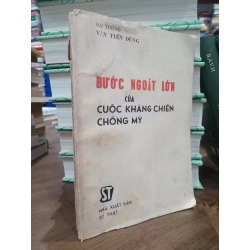 ĐẠI TƯỚNG
VĂN TIẾN DŨNG
BƯỚC NGOẶT LỚN
CỦA
CUỘC KHÁNG CHIẾN
CHỐNG MỸ
ST
NHÀ XUẤT BẢN
SỰ THẬT